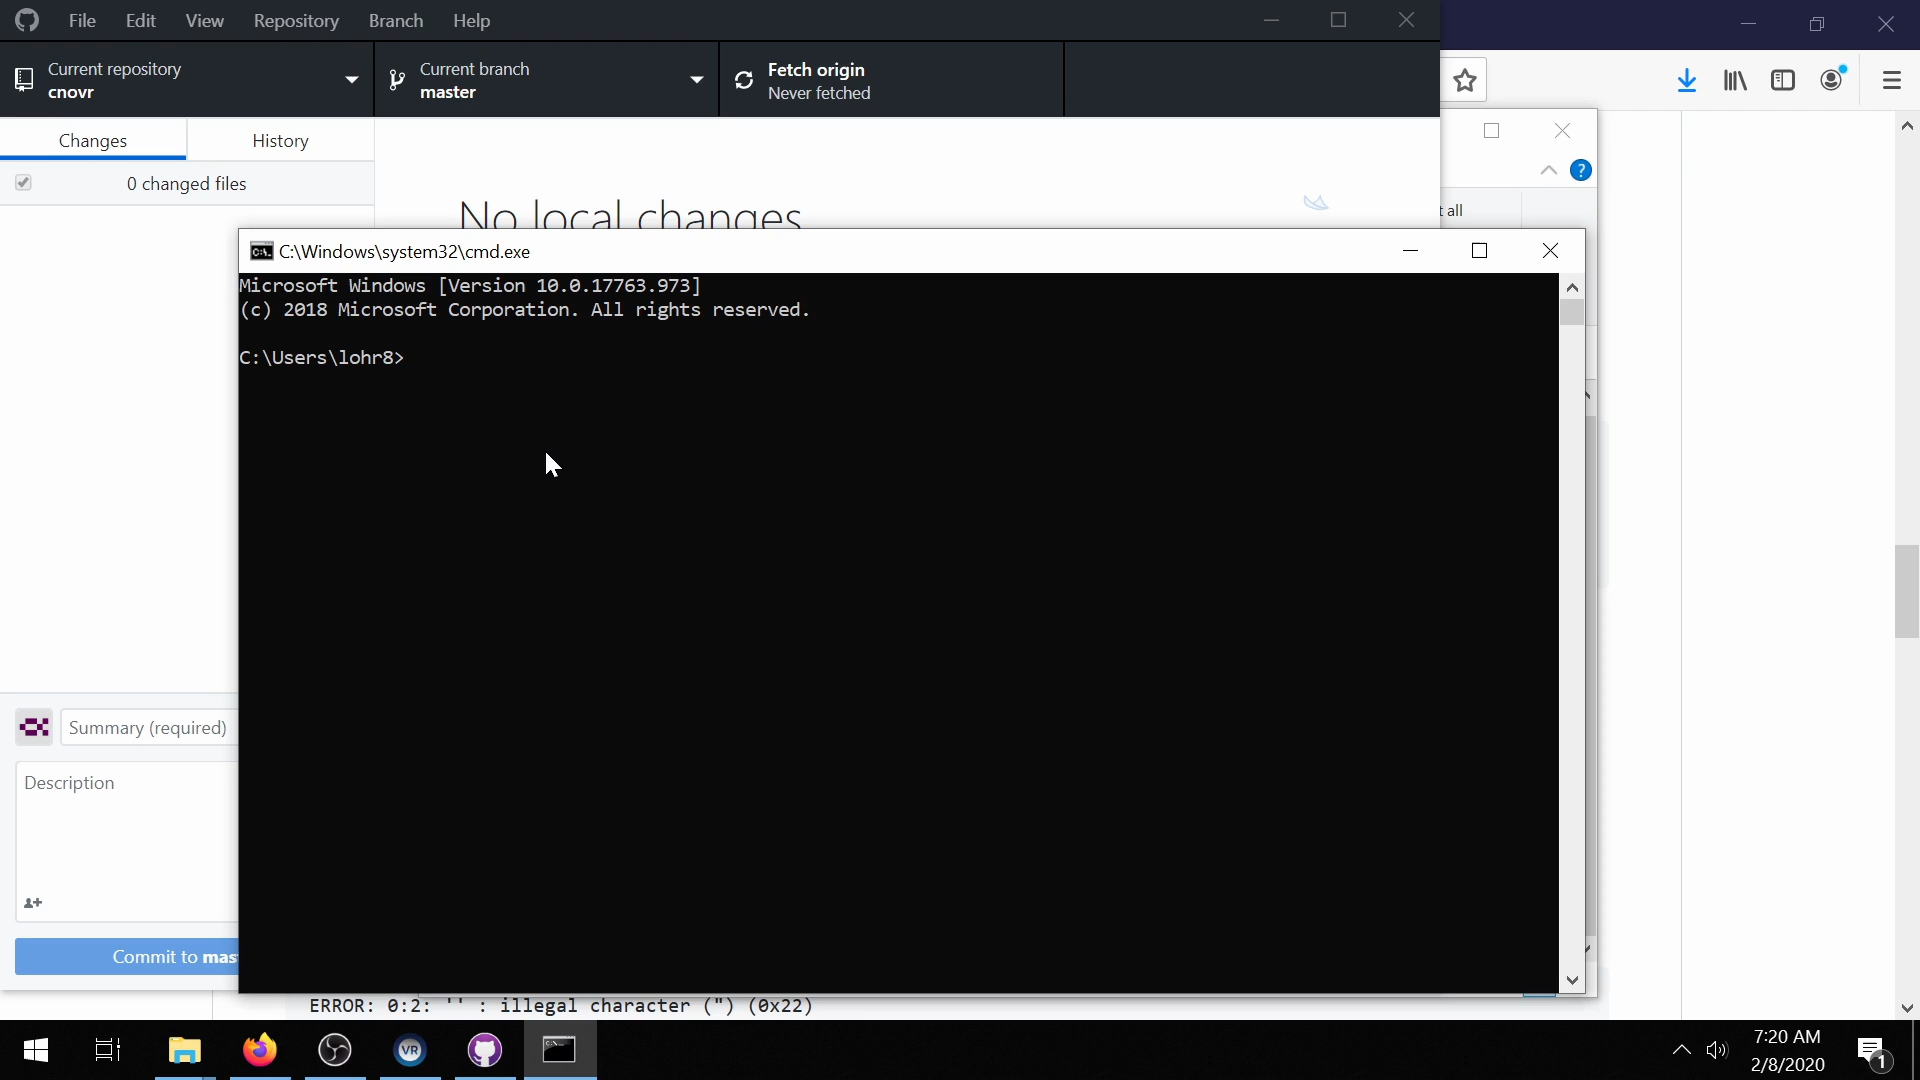 File Edit View Repository Branch Help
Current repository
cnovr
Current branch
master
Fetch origin
Never fetched
Changes History
0 changed files
No local changes
t all
C:\Windows\system32\cmd.exe
Microsoft Windows [Version 10.0.17763.973]
(c) 2018 Microsoft Corporation. All rights reserved.
C:\Users\lohr8>
Summary (required)
Description
Commit to mas
ERROR: 0:2: '' : illegal character (") (0x22)
VR
7:20 AM
2/8/2020
1